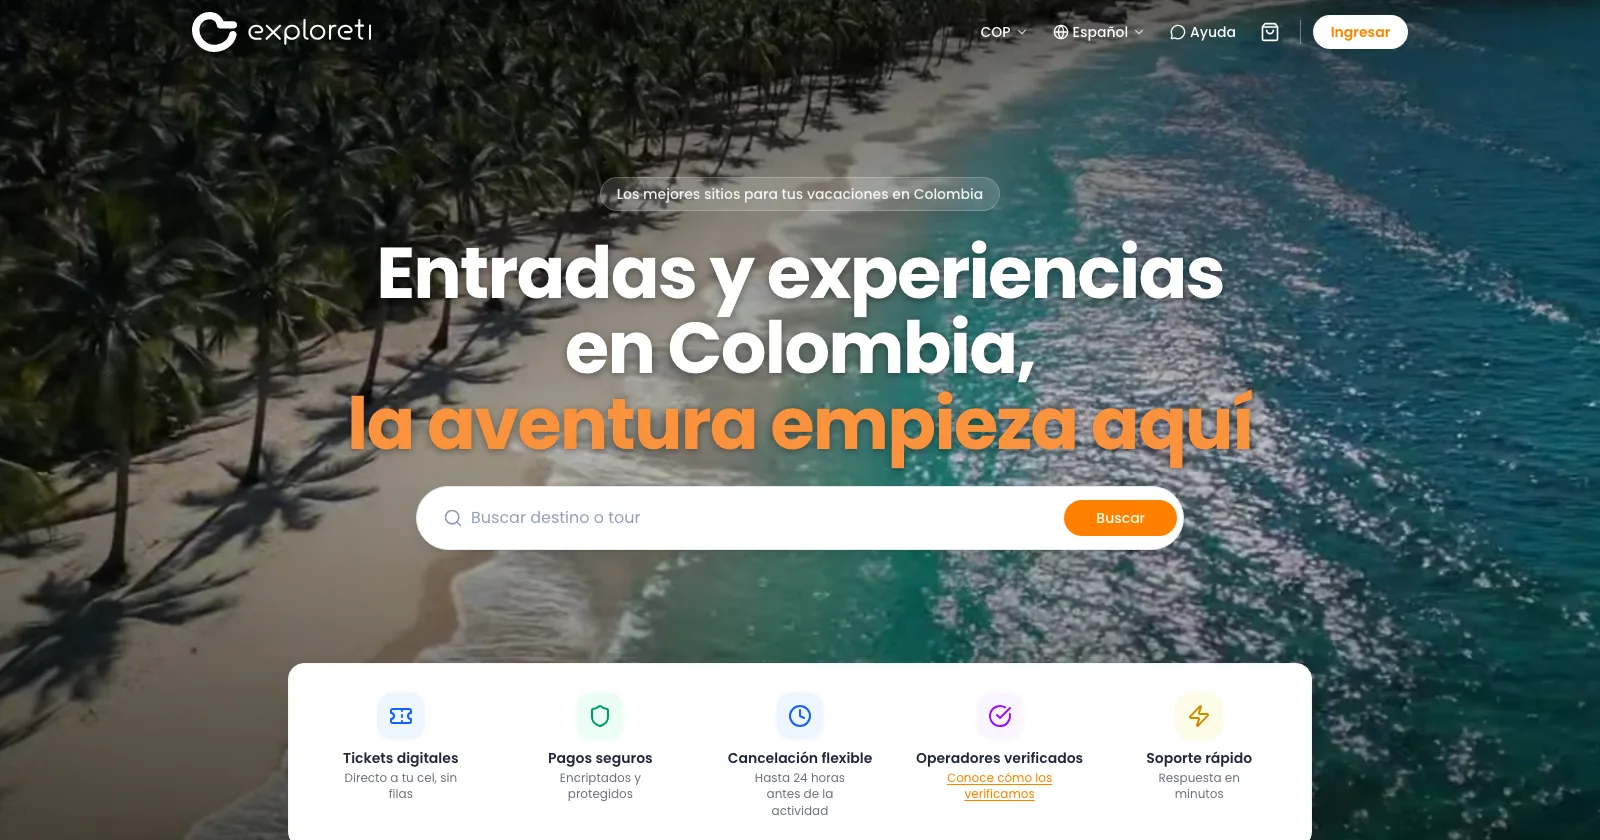 exploreti
COP
Español
Ayuda
Ingresar
Los mejores sitios para tus vacaciones en Colombia
Entradas y experiencias
en Colombia,
la aventura empieza aquí
Buscar destino o tour
Buscar
Tickets digitales
Directo a tu cel, sin
filas
Pagos seguros
Encriptados y
protegidos
Cancelación flexible
Hasta 24 horas
antes de la
actividad
Operadores verificados
Conoce cómo los
verificamos
Soporte rápido
Respuesta en
minutos